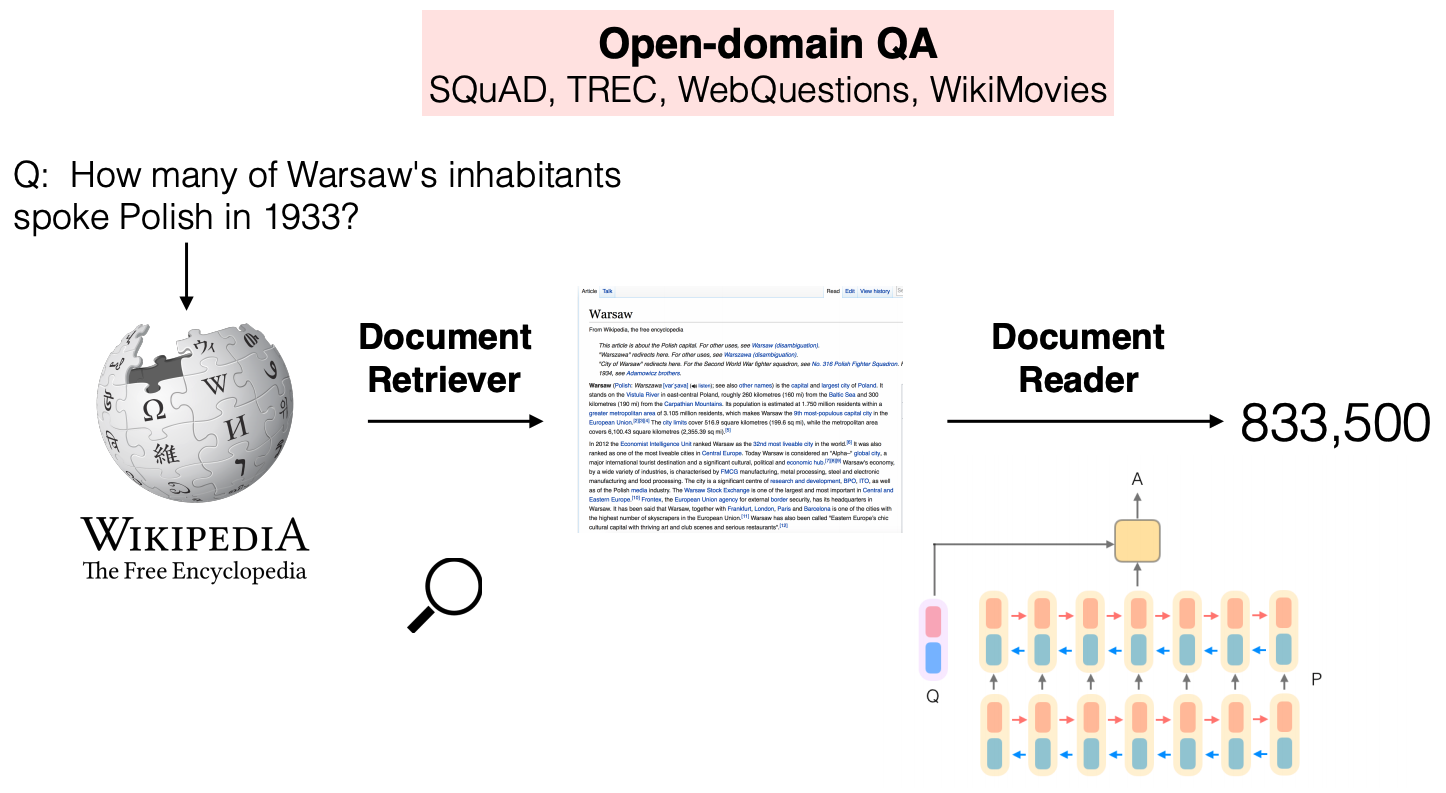 Open-domain QA
SQuAD, TREC, WebQuestions, WikiMovies
Q: How many of Warsaw's inhabitants
spoke Polish in 1933?
Ω
W
И
維
ウィ
WIKIPEDIA
The Free Encyclopedia
Document
Retriever
Article Talk Read Edit View history
Warsaw
From Wikipedia, the free encyclopedia
This article is about the Polish capital. For other uses, see Warsaw (disambiguation).
"Warszawa" redirects here. For other uses, see Warszawa (disambiguation).
"City of Warsaw" redirects here. For the Second World War fighter squadron, see No. 316 Polish Fighter Squadron.
1934, see Adamowicz brothers.
Warsaw (Polish: Warszawa [varˈʂava] listen); see also other names) is the capital and largest city of Poland. It
stands on the Vistula River in east-central Poland, roughly 260 kilometres (160 mi) from the Baltic Sea and 300
kilometres (190 mi) from the Carpathian Mountains. Its population is estimated at 1.750 million residents within a
greater metropolitan area of 3.105 million residents, which makes Warsaw the 9th most-populous capital city in the
European Union.[2][3][4] The city limits cover 516.9 square kilometres (199.6 sq mi), while the metropolitan area
covers 6,100.43 square kilometres (2,355.39 sq mi).[5]
In 2012 the Economist Intelligence Unit ranked Warsaw as the 32nd most liveable city in the world.[6] It was also
ranked as one of the most liveable cities in Central Europe. Today Warsaw is considered an "Alpha–" global city, a
major international tourist destination and a significant cultural, political and economic hub.[7][8][9] Warsaw's economy,
by a wide variety of industries, is characterised by FMCG manufacturing, metal processing, steel and electronic
manufacturing and food processing. The city is a significant centre of research and development, BPO, ITO, as well
as of the Polish media industry. The Warsaw Stock Exchange is one of the largest and most important in Central and
Eastern Europe.[10] Frontex, the European Union agency for external border security, has its headquarters in
Warsaw. It has been said that Warsaw, together with Frankfurt, London, Paris and Barcelona is one of the cities with
the highest number of skyscrapers in the European Union.[11] Warsaw has also been called "Eastern Europe's chic
cultural capital with thriving art and club scenes and serious restaurants".[12]
Document
Reader
833,500
A
Q
P